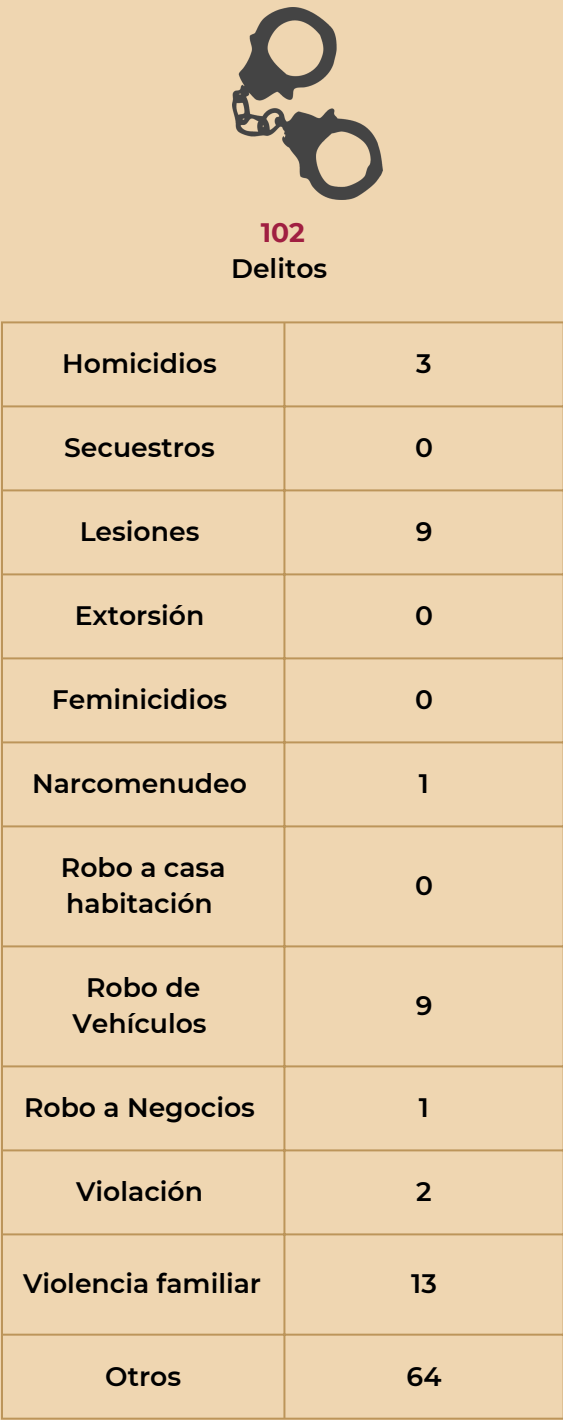 102
Delitos
Homicidios 3
Secuestros 0
Lesiones 9
Extorsión 0
Feminicidios 0
Narcomenudeo 1
Robo a casa
habitación 0
Robo de
Vehículos 9
Robo a Negocios 1
Violación 2
Violencia familiar 13
Otros 64